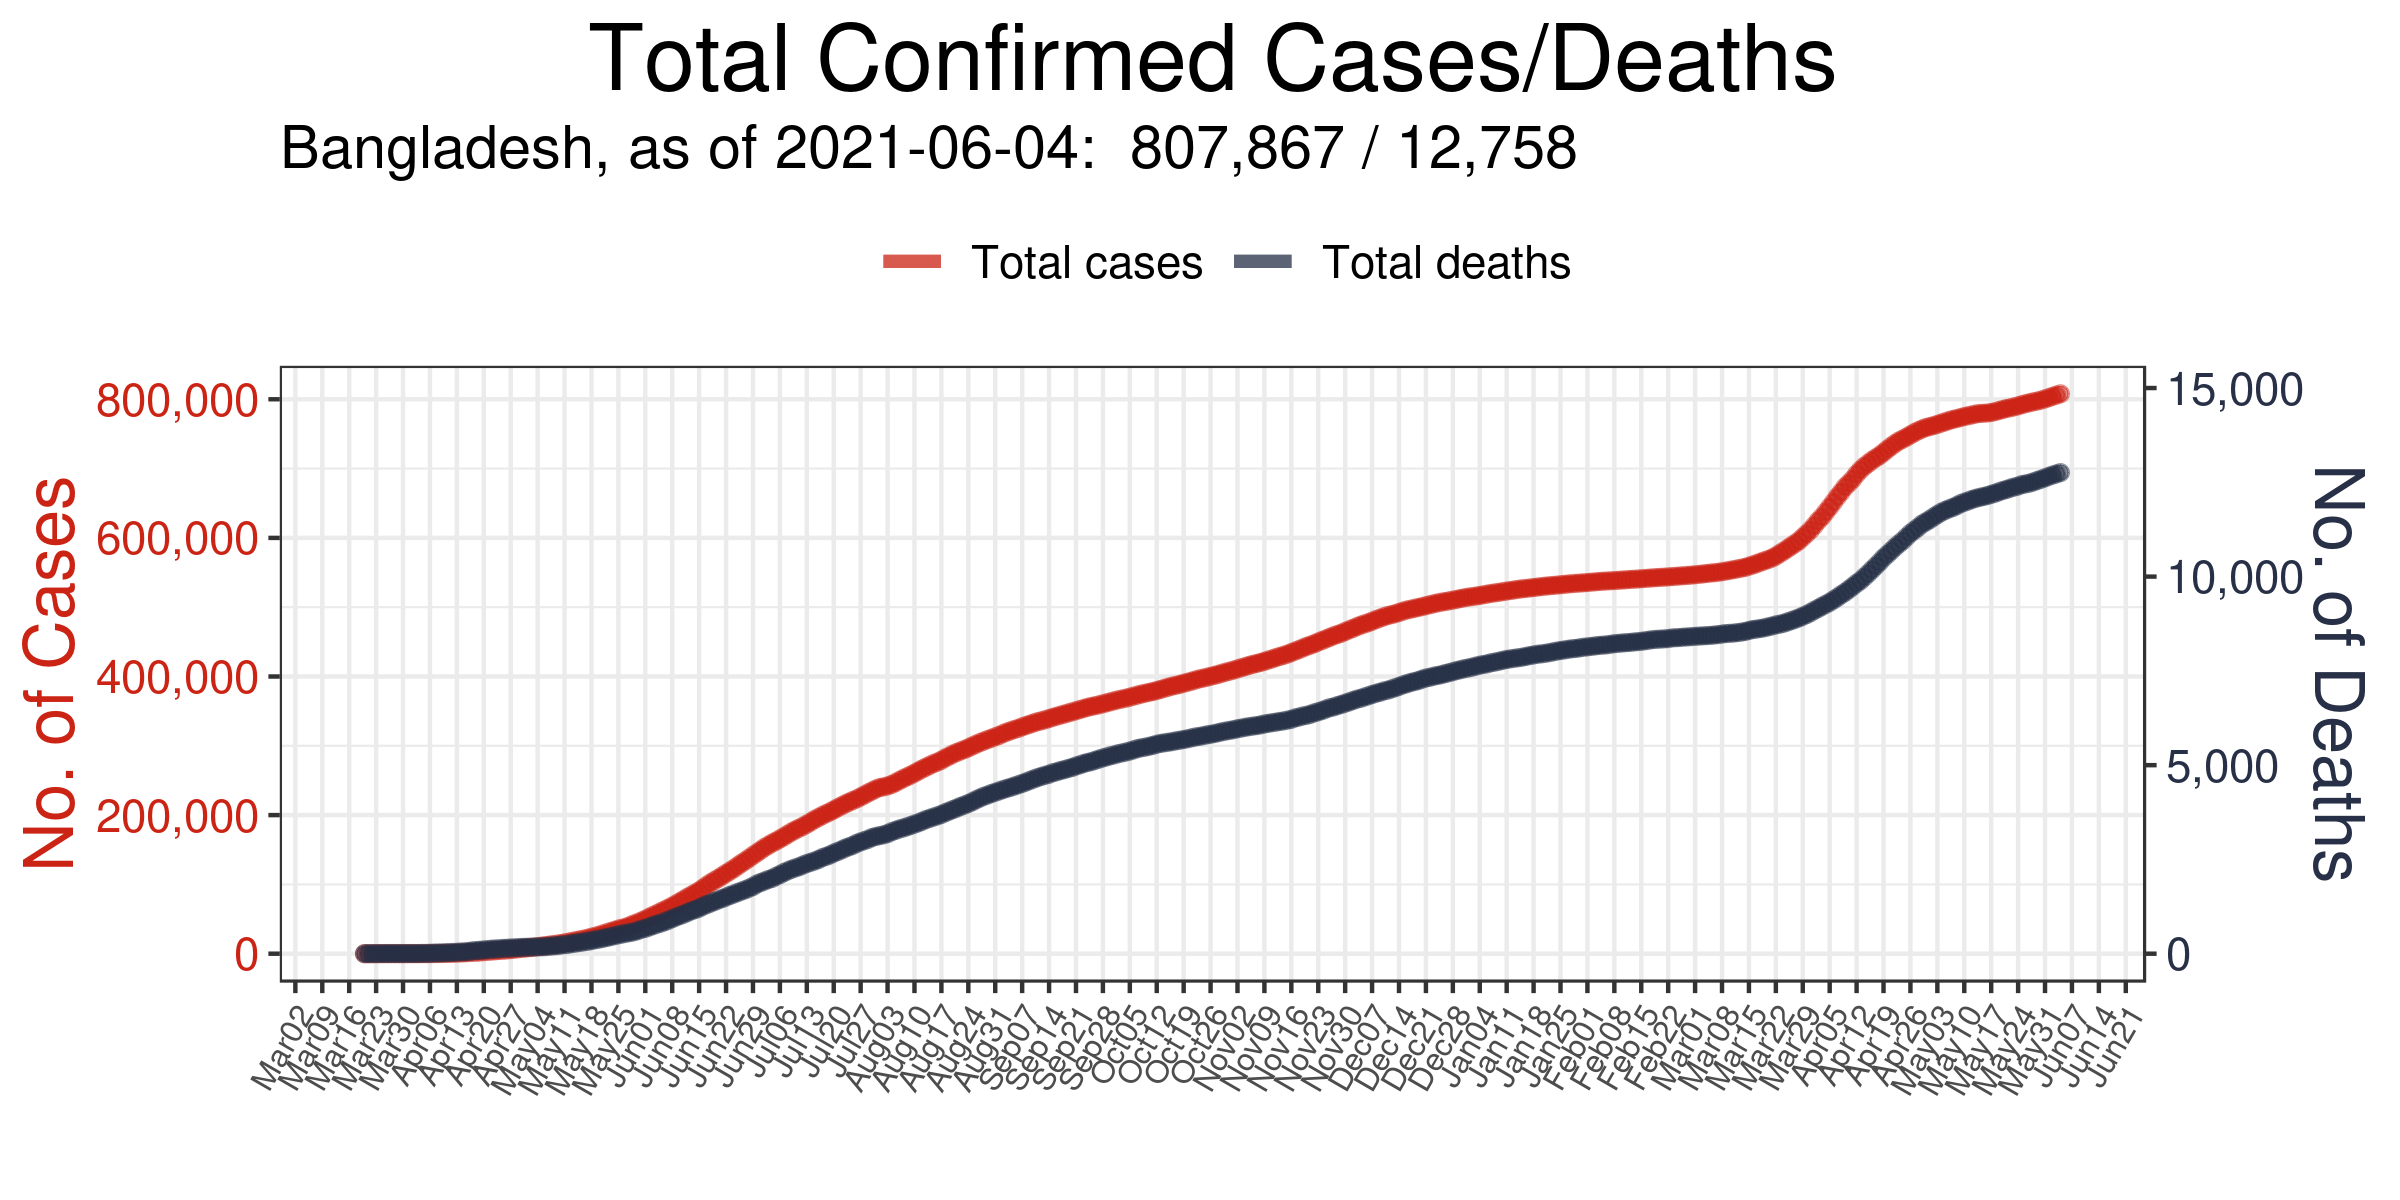 Total Confirmed Cases/Deaths
Bangladesh, as of 2021-06-04:  807,867 / 12,758
Total cases
Total deaths
No. of Cases
800,000
600,000
400,000
200,000
0
15,000
10,000
5,000
0
No. of Deaths
Mar02
Mar09
Mar16
Mar23
Mar30
Apr06
Apr13
Apr20
Apr27
May04
May11
May18
May25
Jun01
Jun08
Jun15
Jun22
Jun29
Jul06
Jul13
Jul20
Jul27
Aug03
Aug10
Aug17
Aug24
Aug31
Sep07
Sep14
Sep21
Sep28
Oct05
Oct12
Oct19
Oct26
Nov02
Nov09
Nov16
Nov23
Nov30
Dec07
Dec14
Dec21
Dec28
Jan04
Jan11
Jan18
Jan25
Feb01
Feb08
Feb15
Feb22
Mar01
Mar08
Mar15
Mar22
Mar29
Apr05
Apr12
Apr19
Apr26
May03
May10
May17
May24
May31
Jun07
Jun14
Jun21